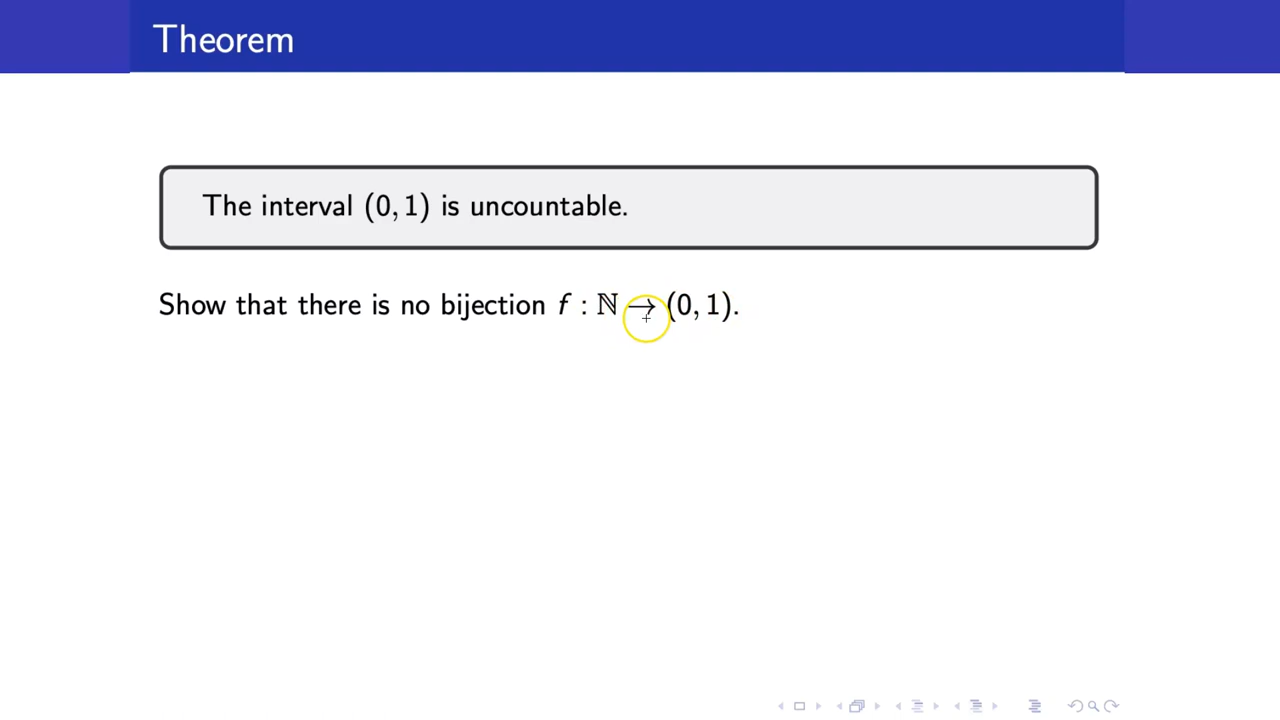 Theorem
The interval (0, 1) is uncountable.
Show that there is no bijection f : ℕ → (0, 1).